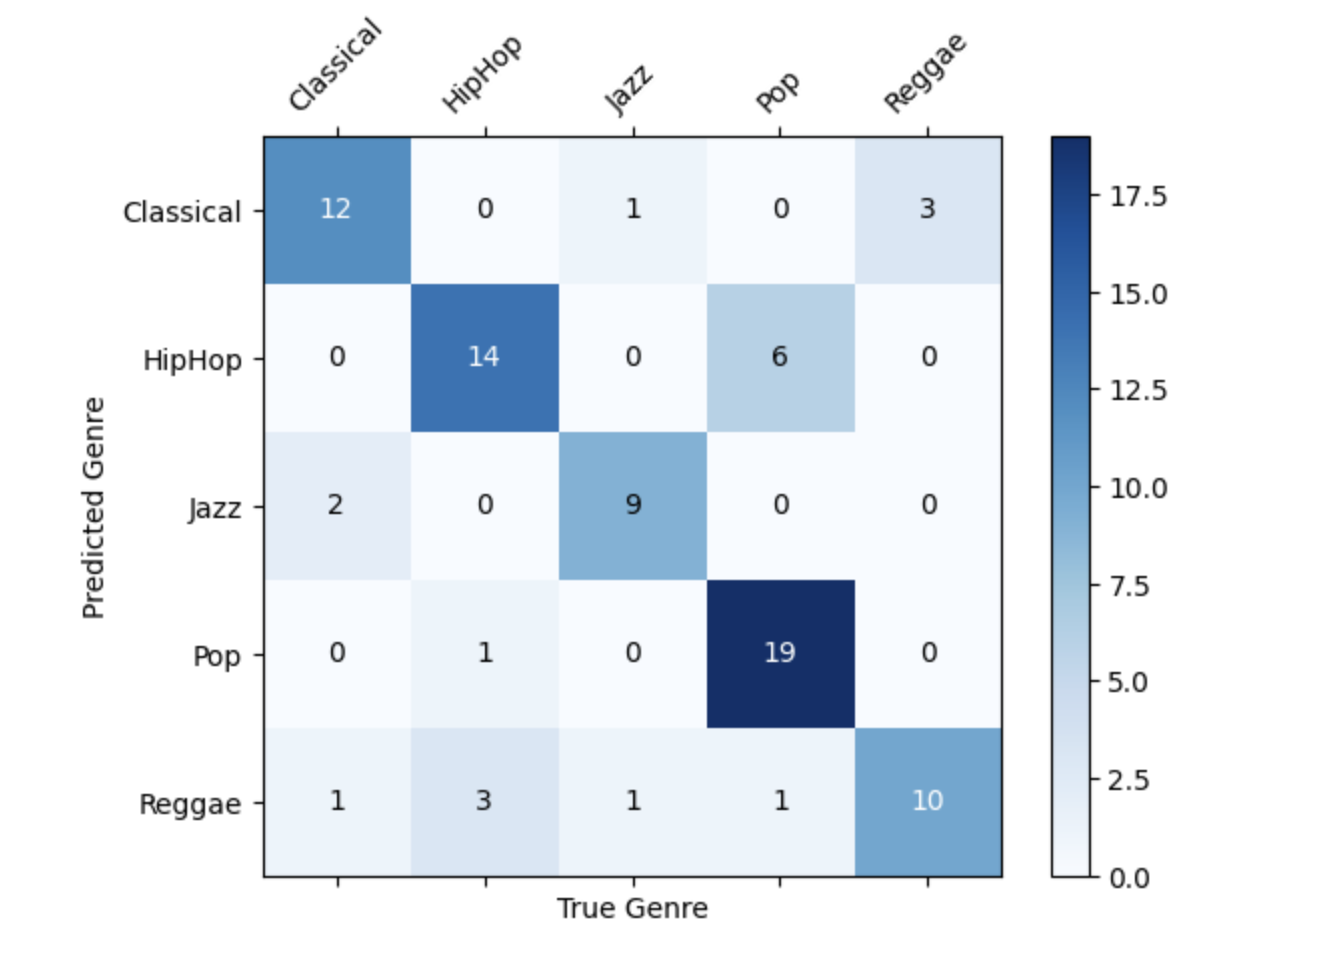 Classical HipHop Jazz Pop Reggae
Classical 12 0 1 0 3
HipHop 0 14 0 6 0
Jazz 2 0 9 0 0
Pop 0 1 0 19 0
Reggae 1 3 1 1 10
Predicted Genre
True Genre
17.5
15.0
12.5
10.0
7.5
5.0
2.5
0.0